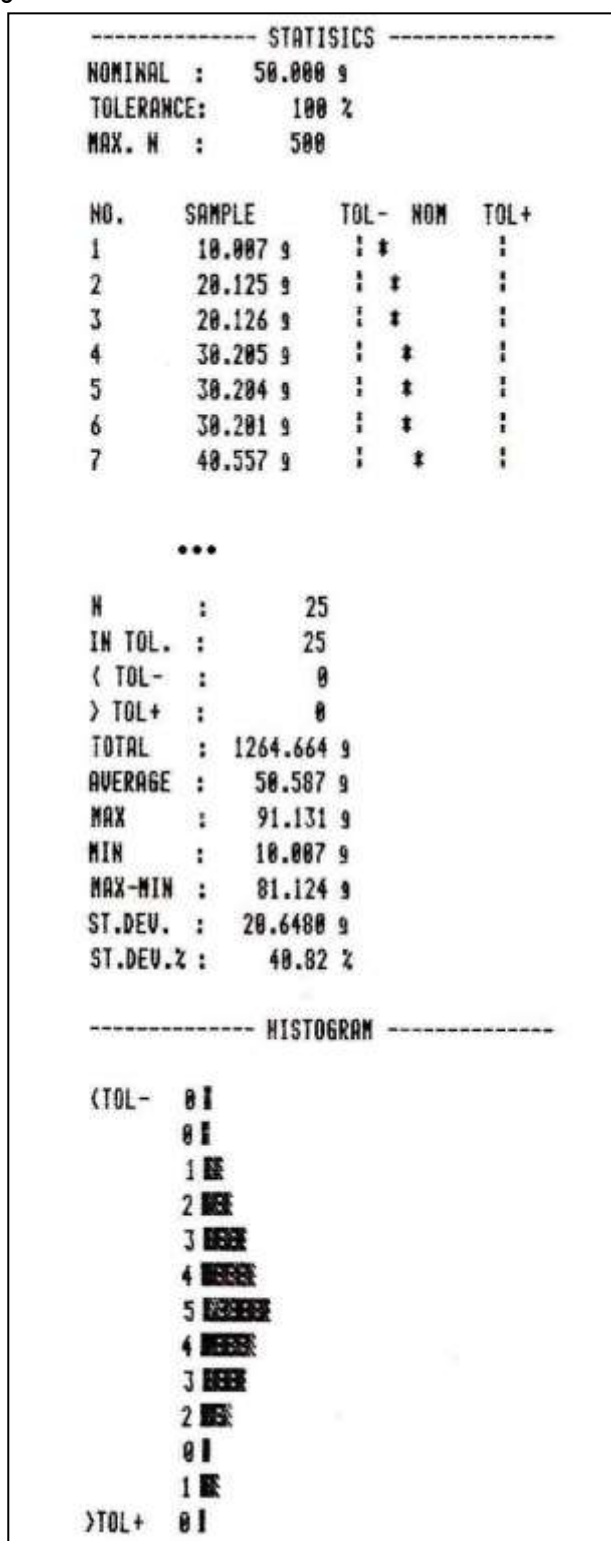 -------------- STATISICS --------------
NOMINAL : 50.000 g
TOLERANCE: 100 %
MAX. N : 500
NO. SAMPLE TOL- NOM TOL+
1 10.007 g ¦ * ¦
2 20.125 g ¦ * ¦
3 20.126 g ¦ * ¦
4 30.205 g ¦ * ¦
5 30.204 g ¦ * ¦
6 30.201 g ¦ * ¦
7 40.557 g ¦ * ¦
•••
N : 25
IN TOL. : 25
< TOL- : 0
> TOL+ : 0
TOTAL : 1264.664 g
AVERAGE : 50.587 g
MAX : 91.131 g
MIN : 10.007 g
MAX-MIN : 81.124 g
ST.DEV. : 20.6480 g
ST.DEV.% : 40.82 %
-------------- HISTOGRAM --------------
<TOL- 0
0
1
2
3
4
5
4
3
2
0
1
>TOL+ 0